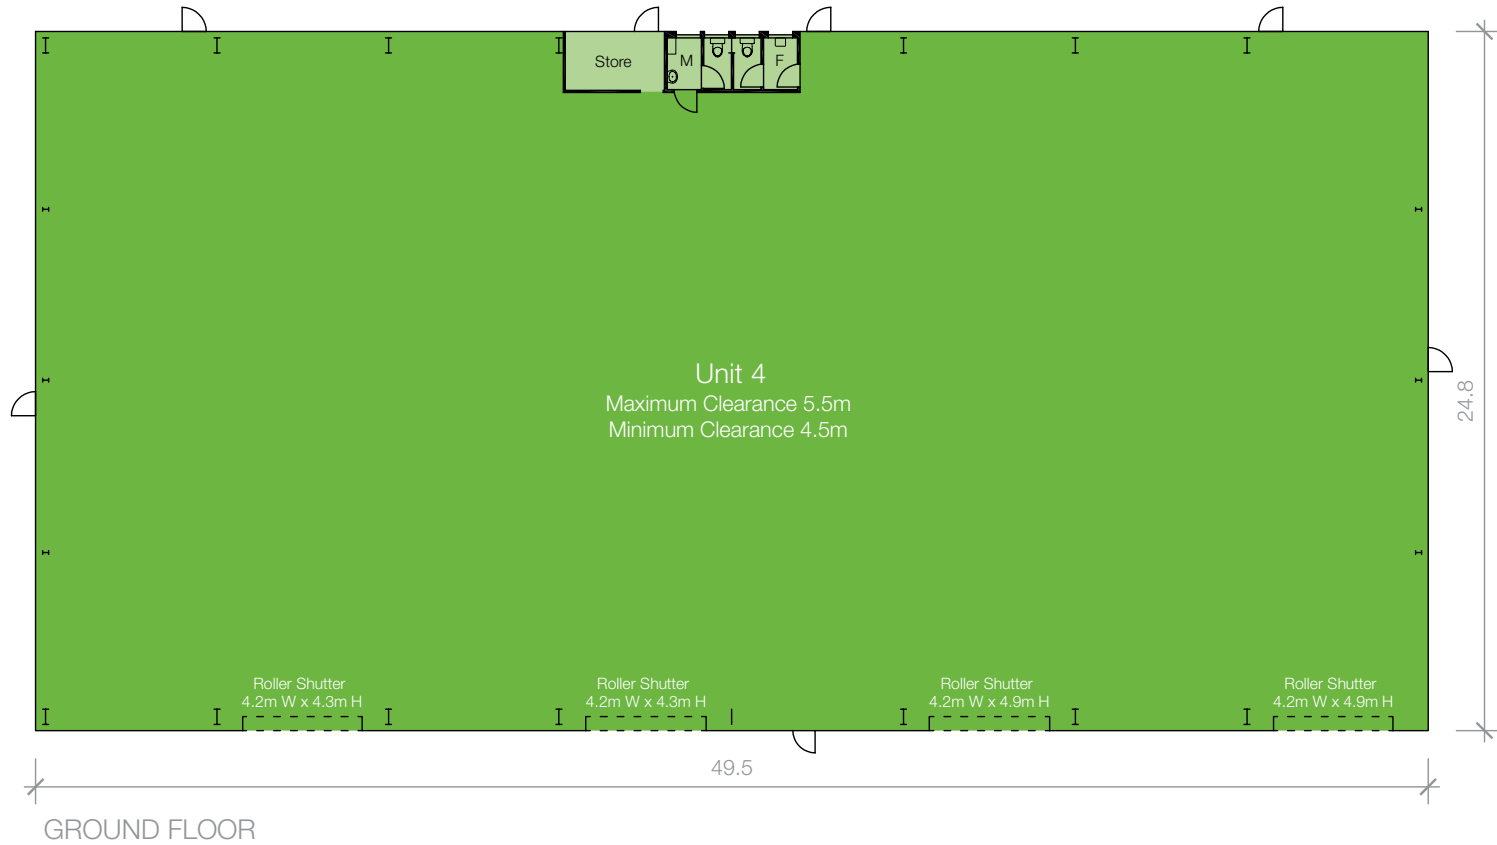 Store
M
F
Unit 4
Maximum Clearance 5.5m
Minimum Clearance 4.5m
24.8
Roller Shutter
4.2m W x 4.3m H
Roller Shutter
4.2m W x 4.3m H
Roller Shutter
4.2m W x 4.9m H
Roller Shutter
4.2m W x 4.9m H
49.5
GROUND FLOOR